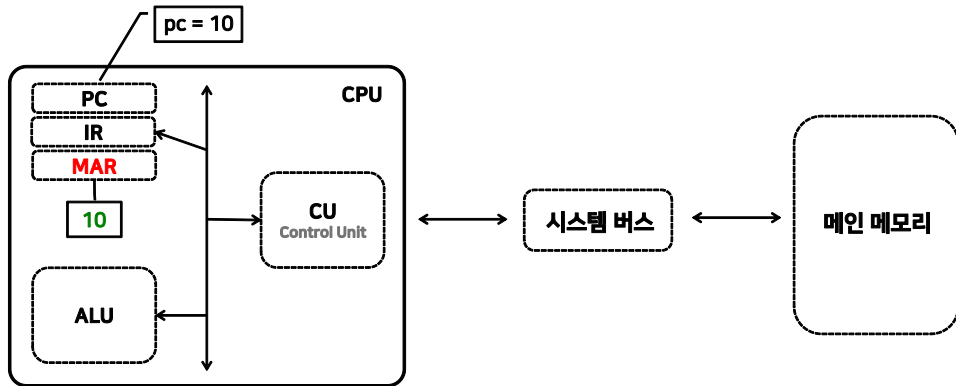 pc = 10
CPU
PC
IR
MAR
10
CU
Control Unit
ALU
시스템 버스
메인 메모리